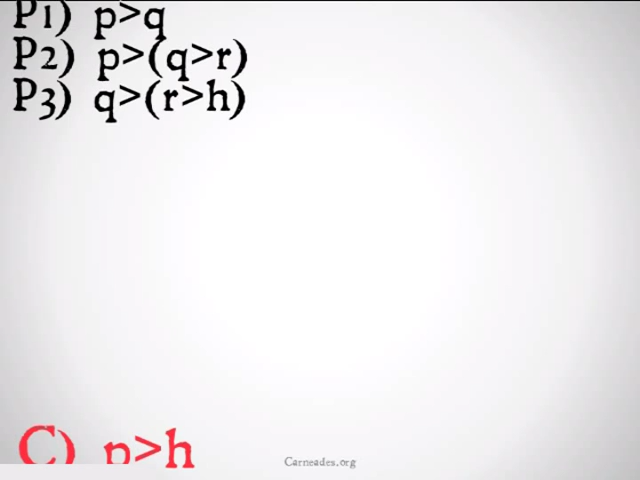 P1) p>q
P2) p>(q>r)
P3) q>(r>h)
C) p>h
Carneades.org